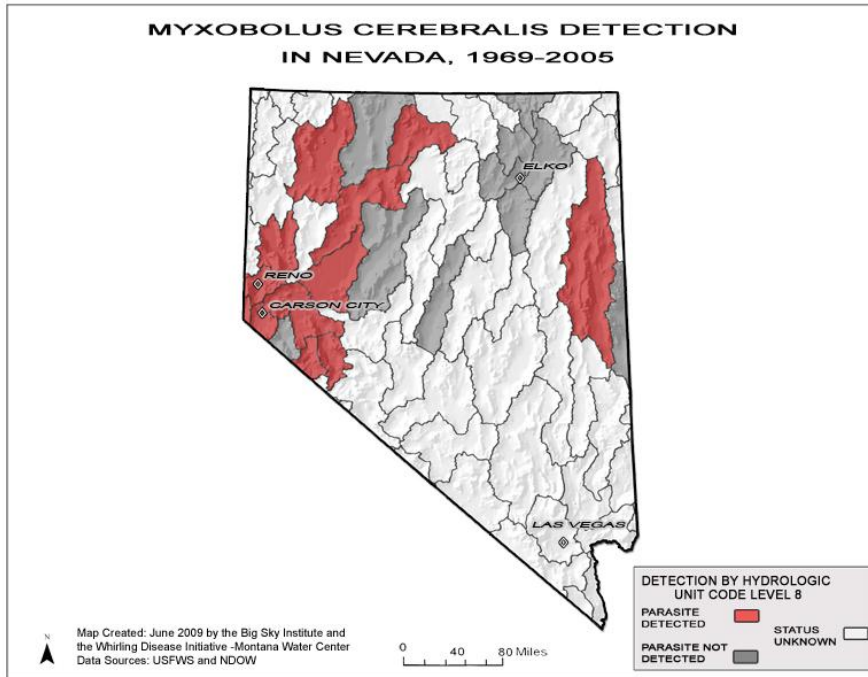 MYXOBOLUS CEREBRALIS DETECTION
IN NEVADA, 1969-2005
ELKO
RENO
CARSON CITY
LAS VEGAS
DETECTION BY HYDROLOGIC
UNIT CODE LEVEL 8
PARASITE
DETECTED
STATUS
UNKNOWN
PARASITE NOT
DETECTED
N
Map Created: June 2009 by the Big Sky Institute and
the Whirling Disease Initiative -Montana Water Center
Data Sources: USFWS and NDOW
0 40 80 Miles